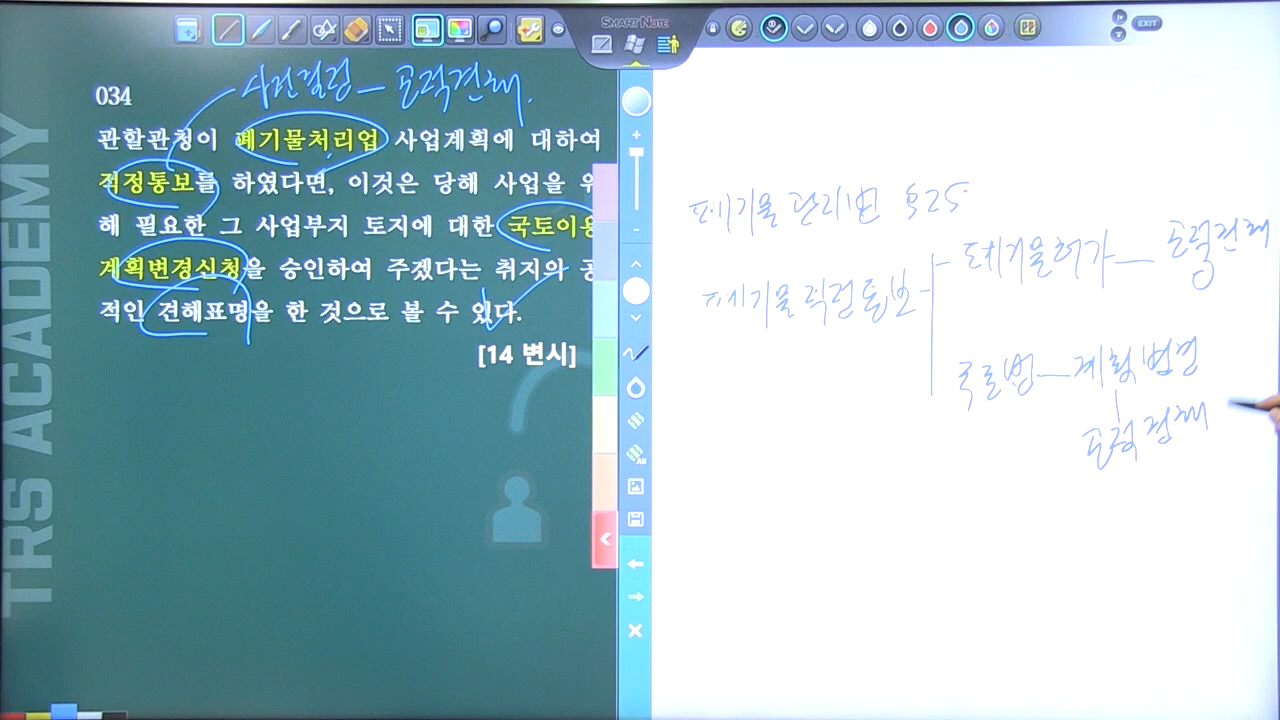 SMART NOTE
EXIT
TRS ACADEMY
사전결정 – 공적견해.
034
관할관청이 폐기물처리업 사업계획에 대하여
적정통보를 하였다면, 이것은 당해 사업을 위
해 필요한 그 사업부지 토지에 대한 국토이용
계획변경신청을 승인하여 주겠다는 취지의 공
적인 견해표명을 한 것으로 볼 수 있다.
[14 변시]
폐기물관리법 §25
폐기물 적정통보
폐기물허가 — 공적견해
국토법 — 계획변경
공적견해